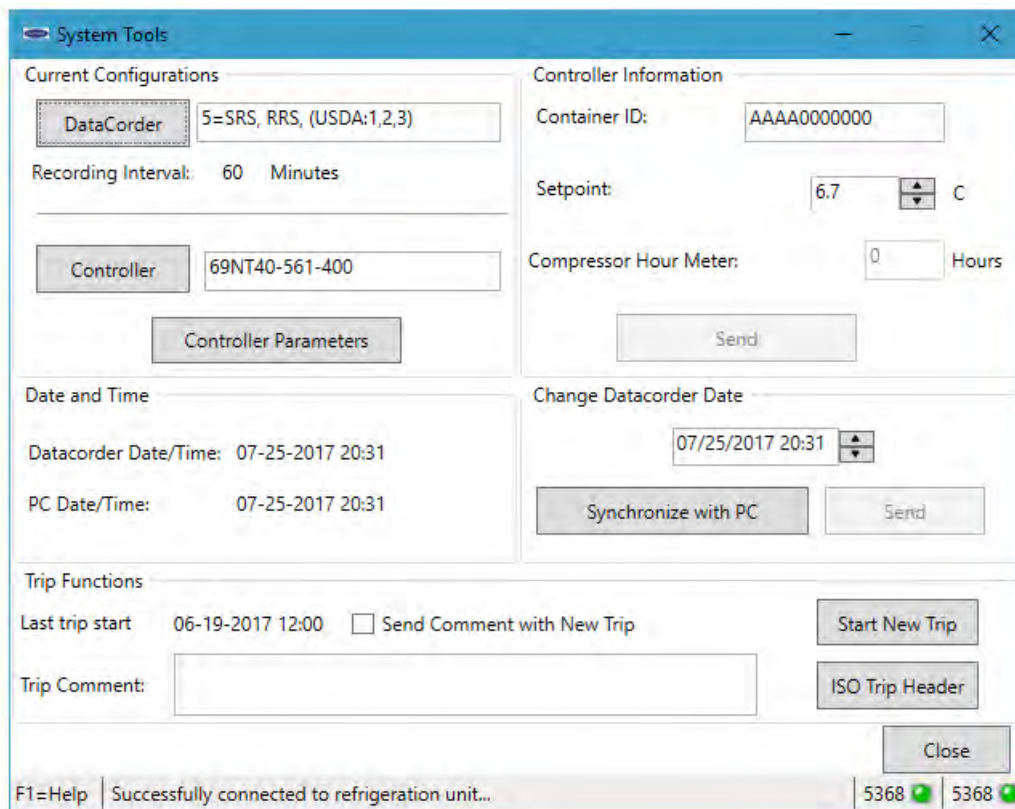 System Tools
Current Configurations
DataCorder 5=SRS, RRS, (USDA:1,2,3)
Recording Interval: 60 Minutes
Controller 69NT40-561-400
Controller Parameters
Controller Information
Container ID: AAAA0000000
Setpoint: 6.7 C
Compressor Hour Meter: 0 Hours
Send
Date and Time
Datacorder Date/Time: 07-25-2017 20:31
PC Date/Time: 07-25-2017 20:31
Change Datacorder Date
07/25/2017 20:31
Synchronize with PC Send
Trip Functions
Last trip start 06-19-2017 12:00 Send Comment with New Trip Start New Trip
Trip Comment: ISO Trip Header
Close
F1=Help Successfully connected to refrigeration unit... 5368 5368